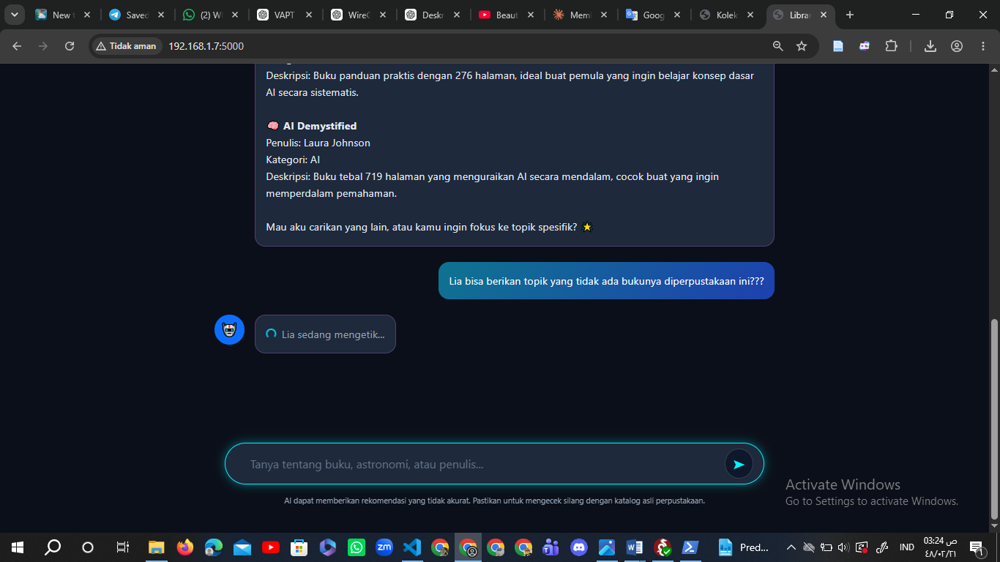 New t
Saved
(2) W
VAPT
Wire
Deskr
Beaut
Mem
Goog
Kolek
Librar
Tidak aman
192.168.1.7:5000
Deskripsi: Buku panduan praktis dengan 276 halaman, ideal buat pemula yang ingin belajar konsep dasar
AI secara sistematis.
🧠 AI Demystified
Penulis: Laura Johnson
Kategori: AI
Deskripsi: Buku tebal 719 halaman yang menguraikan AI secara mendalam, cocok buat yang ingin
memperdalam pemahaman.
Mau aku carikan yang lain, atau kamu ingin fokus ke topik spesifik? 🌟
Lia bisa berikan topik yang tidak ada bukunya diperpustakaan ini???
Lia sedang mengetik...
Tanya tentang buku, astronomi, atau penulis...
AI dapat memberikan rekomendasi yang tidak akurat. Pastikan untuk mengecek silang dengan katalog asli perpustakaan.
Activate Windows
Go to Settings to activate Windows.
zm
Pred...
IND
03:24 ص
1